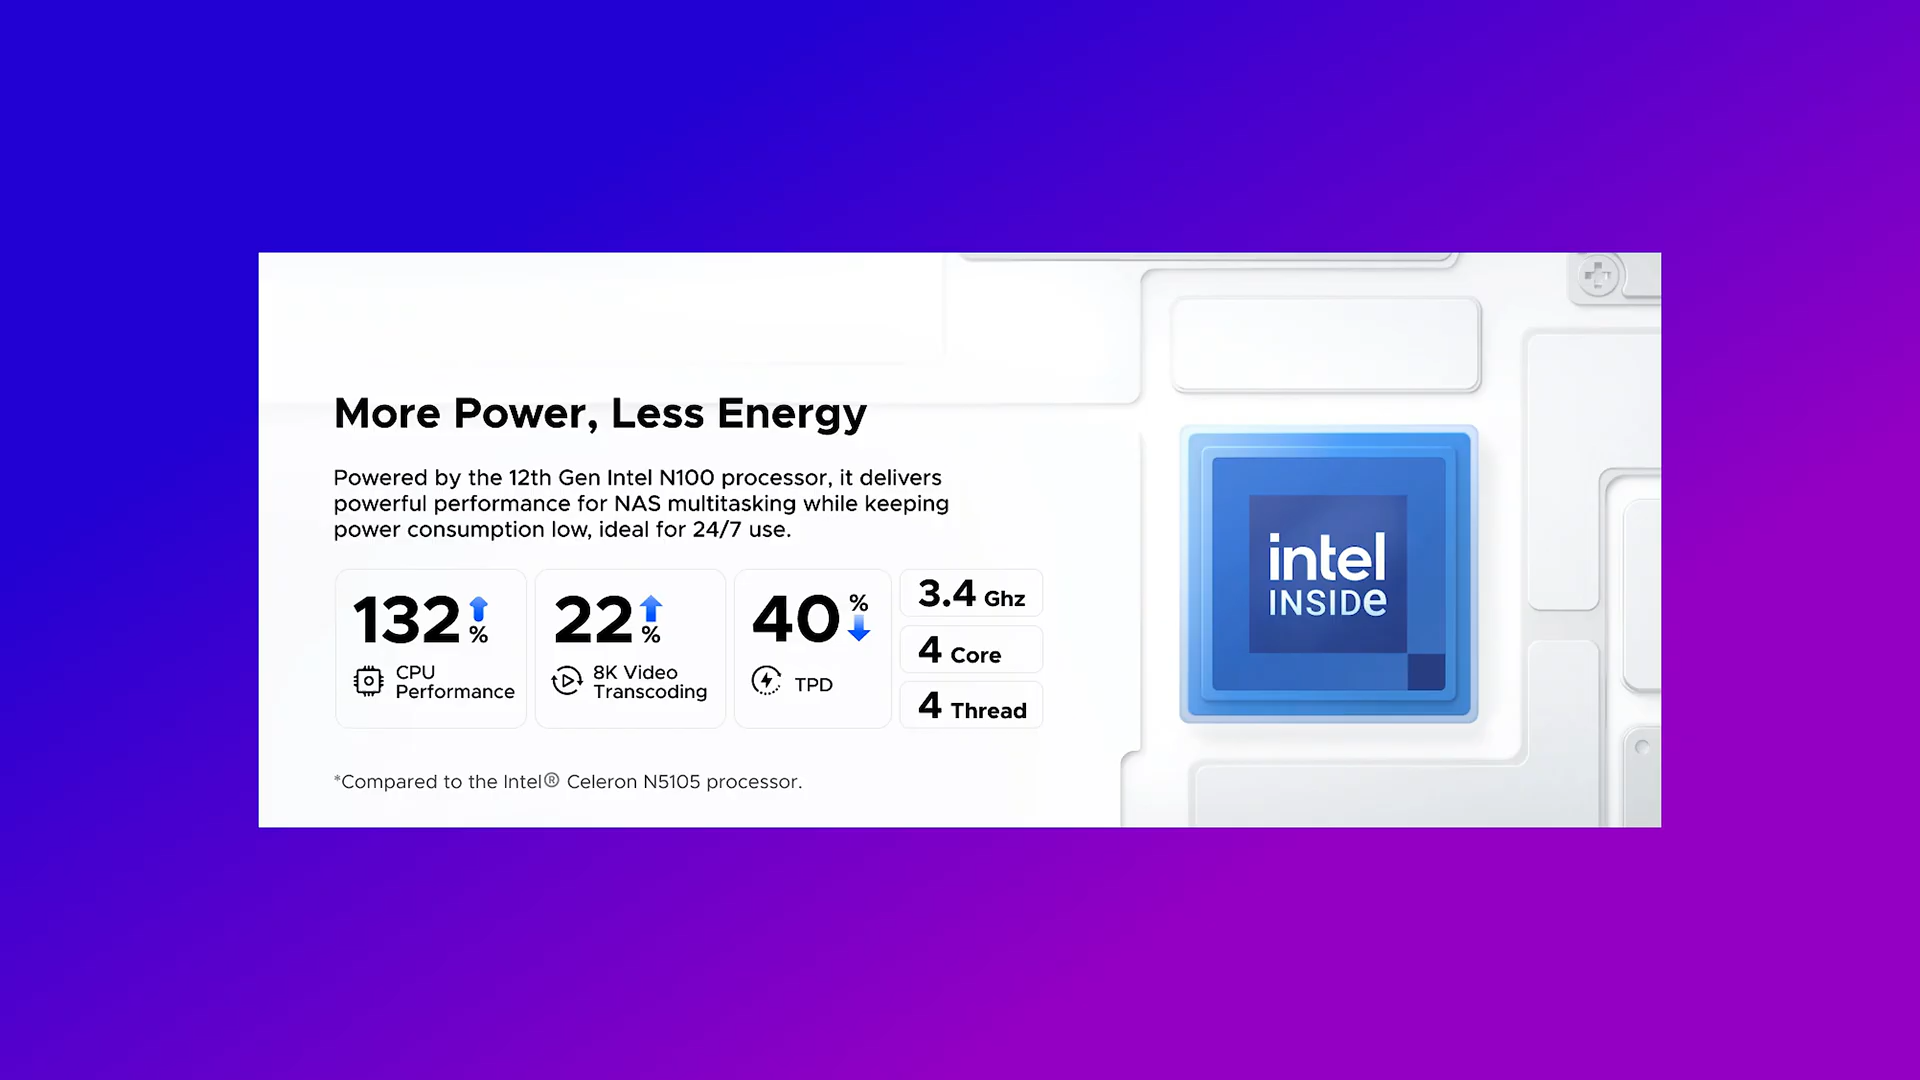 More Power, Less Energy
Powered by the 12th Gen Intel N100 processor, it delivers
powerful performance for NAS multitasking while keeping
power consumption low, ideal for 24/7 use.
132%
CPU
Performance
22%
8K Video
Transcoding
40%
TPD
3.4 Ghz
4 Core
4 Thread
*Compared to the Intel® Celeron N5105 processor.
intel
INSIDe